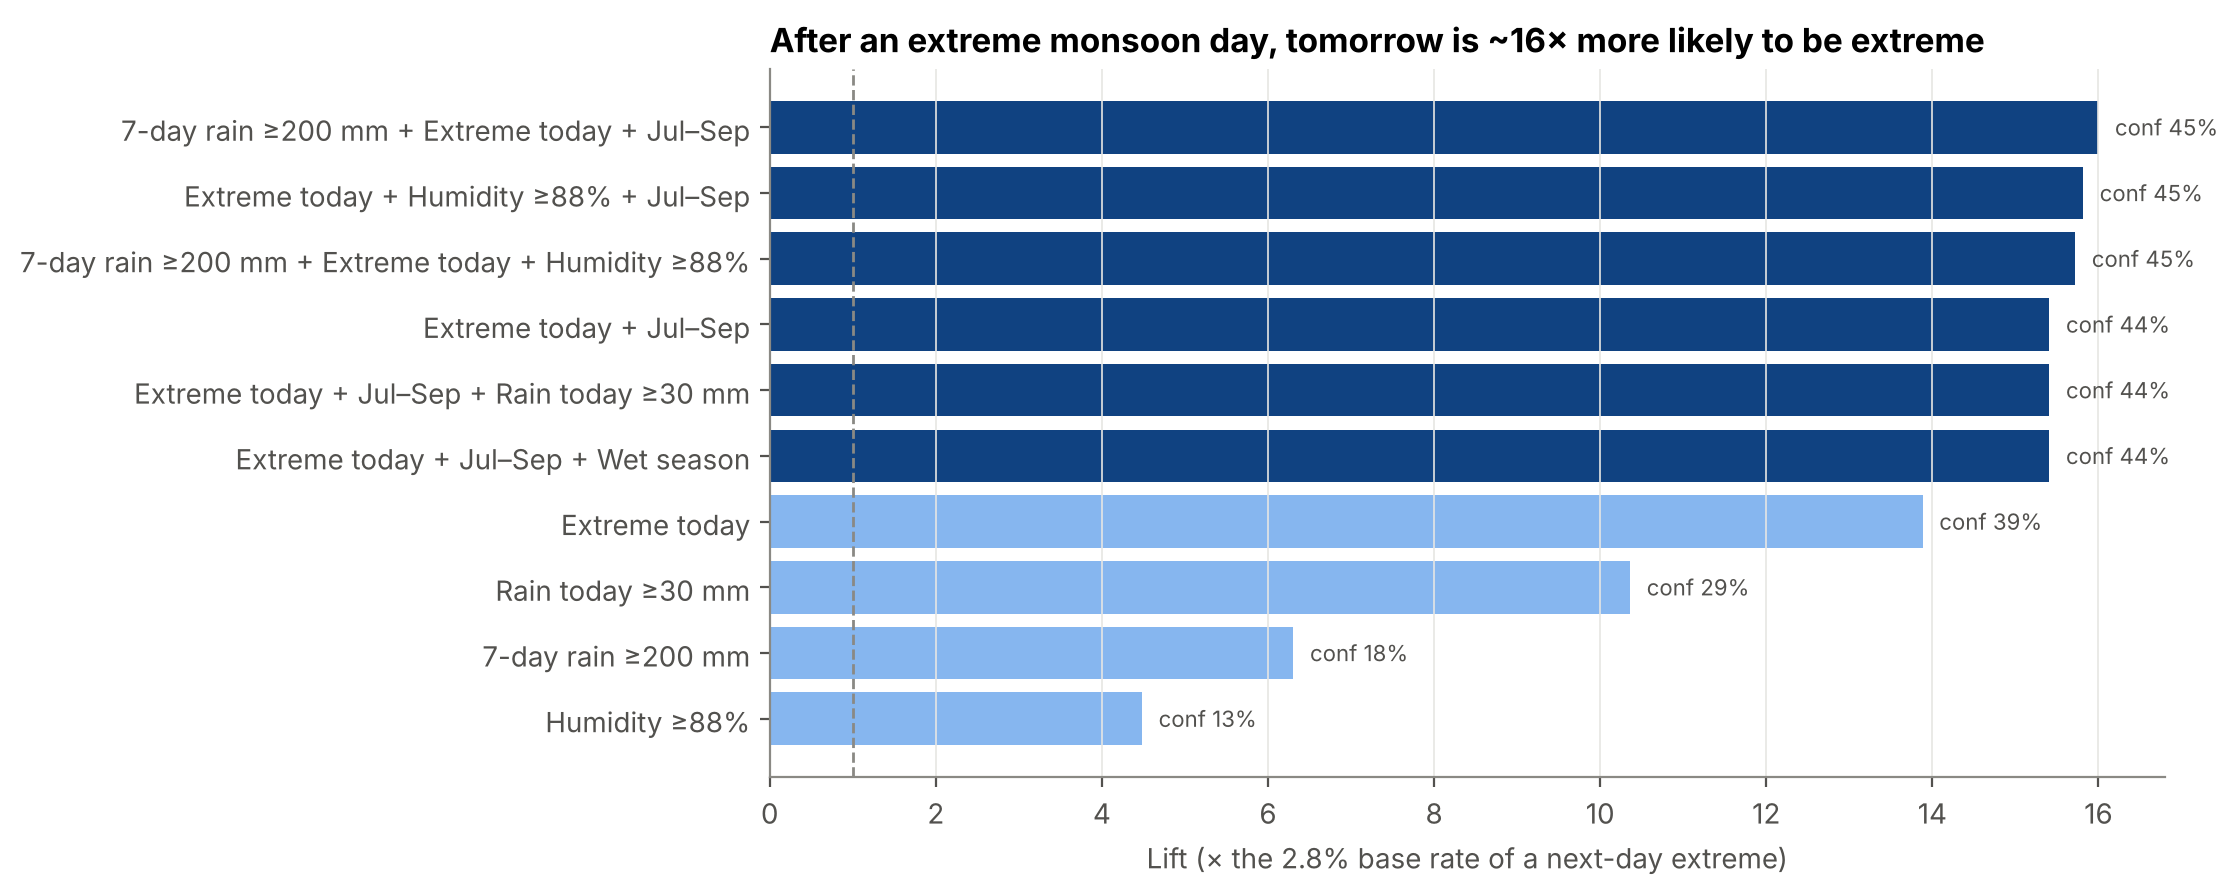 After an extreme monsoon day, tomorrow is ~16× more likely to be extreme
7-day rain ≥200 mm + Extreme today + Jul–Sep conf 45%
Extreme today + Humidity ≥88% + Jul–Sep conf 45%
7-day rain ≥200 mm + Extreme today + Humidity ≥88% conf 45%
Extreme today + Jul–Sep conf 44%
Extreme today + Jul–Sep + Rain today ≥30 mm conf 44%
Extreme today + Jul–Sep + Wet season conf 44%
Extreme today conf 39%
Rain today ≥30 mm conf 29%
7-day rain ≥200 mm conf 18%
Humidity ≥88% conf 13%
0 2 4 6 8 10 12 14 16
Lift (× the 2.8% base rate of a next-day extreme)